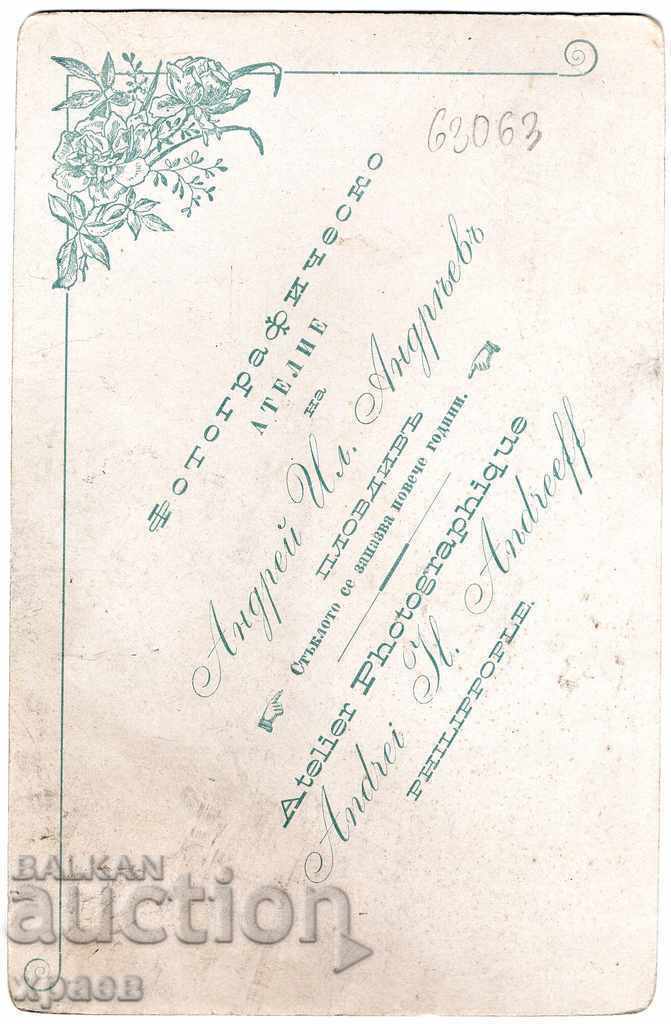 63063
Фотографическо
АТЕЛИЕ
на
Андрей Ил. Андрѣевъ
ПЛОВДИВЪ
Стъклото се запазва повече години.
Atelier Photographique
Andrei H. Andreeff
PHILIPPOPLE.
BALKAN
auction
храев